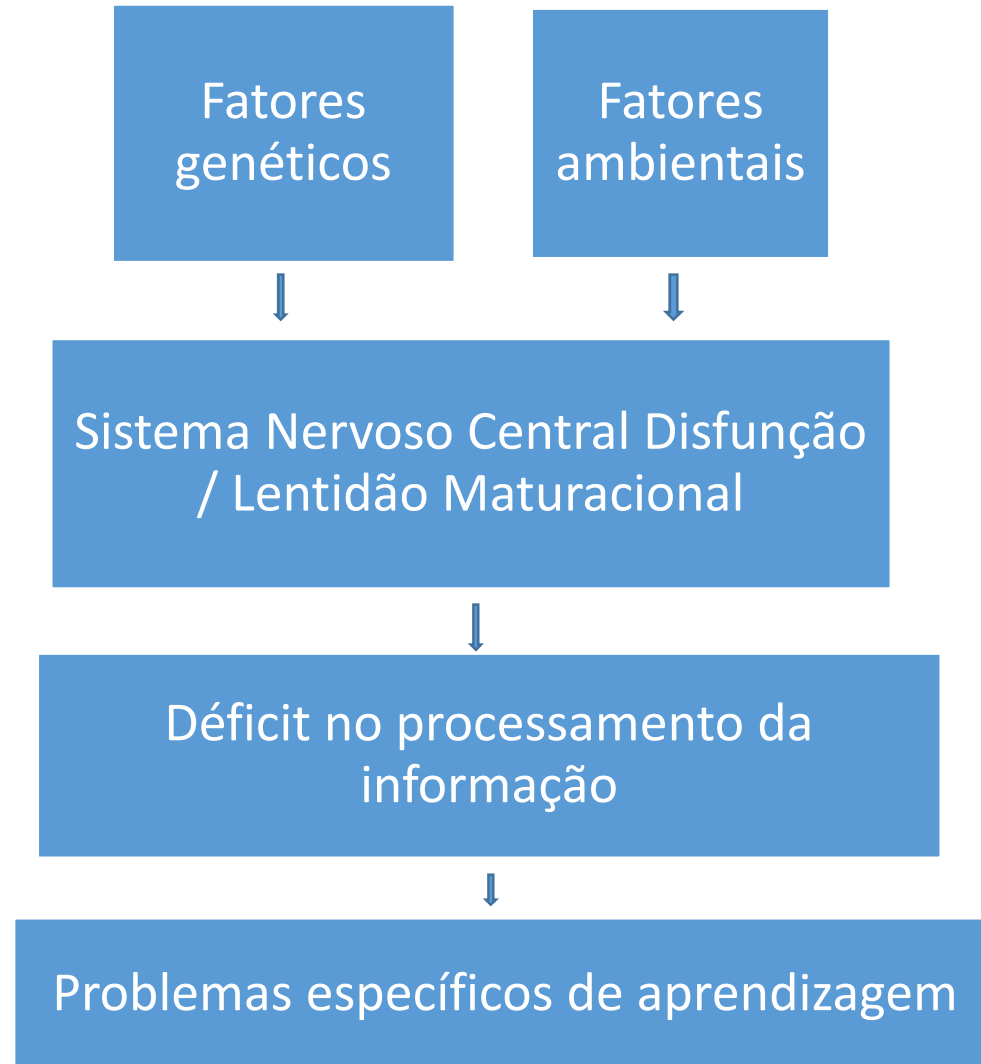 Fatores
genéticos
Fatores
ambientais
Sistema Nervoso Central Disfunção
/ Lentidão Maturacional
Déficit no processamento da
informação
Problemas específicos de aprendizagem